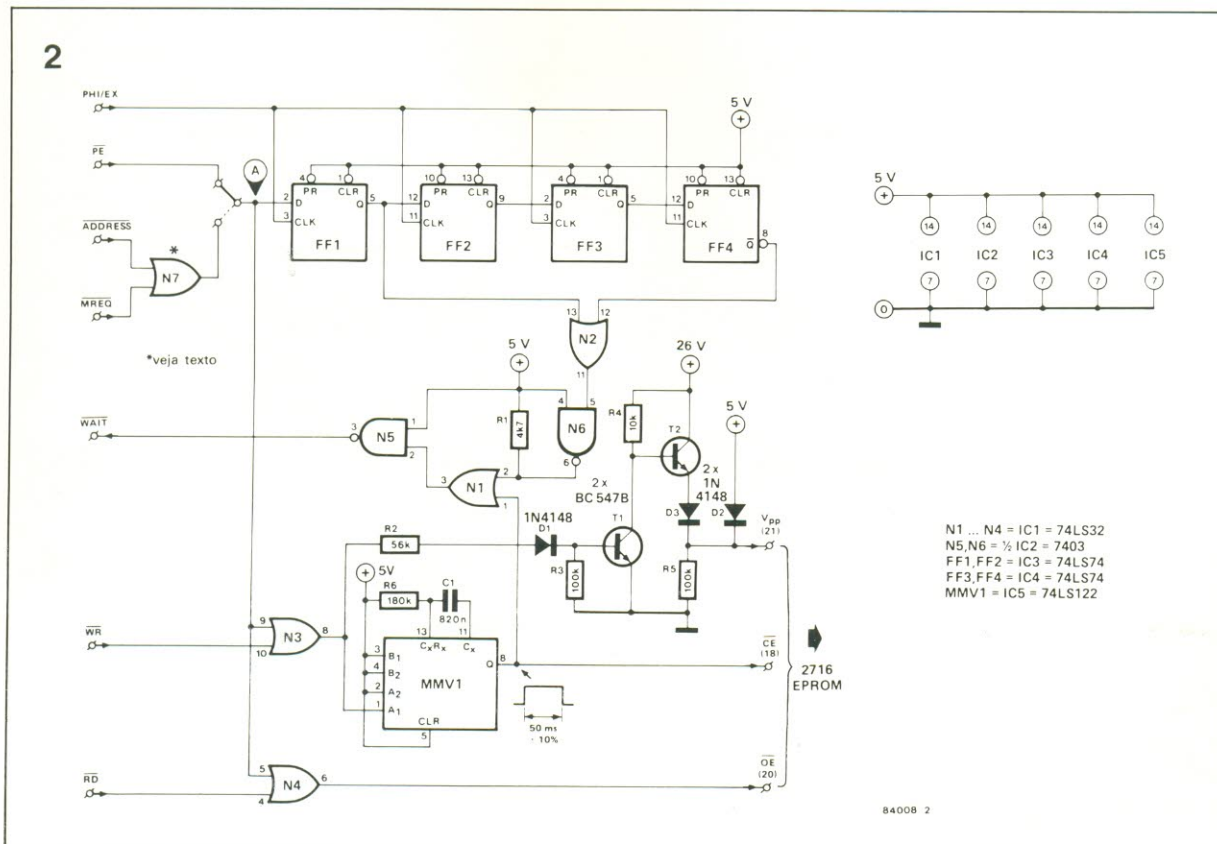 2
PHI/EX
PE
A
ADDRESS
*
N7
MREQ
*veja texto
5 V
+
4 1 10 13 4 1 10 13
PR CLR PR CLR PR CLR PR CLR
2 D Q 5 12 D Q 9 2 D Q 5 12 D
3 CLK 11 CLK 3 CLK 11 CLK Q 8
FF1 FF2 FF3 FF4
13 12
N2
11
5 V
+
14 14 14 14 14
IC1 IC2 IC3 IC4 IC5
7 7 7 7 7
0
5 V
+
26 V
+
5 V
+
WAIT
3 N5 1
2
R1
4k7
4 5
N6
6
3 N1 2
1
R4
10k
T2
2 x
1N
4148
D3 D2
2 x
BC 547B
T1
1N4148
D1
R2
56k
R3
100k
R5
100k
Vpp
(21)
5V
+
R6
180k
C1
820n
13 11
CxRx Cx
3 B1
4 B2
2 A2
1 A1
Q 8
MMV1
CLR
5
WR
9
10
N3 8
50 ms
- 10%
CE
(18)
2716
EPROM
RD
5
4
N4 6
OE
(20)
N1 ... N4 = IC1 = 74LS32
N5,N6 = ½ IC2 = 7403
FF1,FF2 = IC3 = 74LS74
FF3,FF4 = IC4 = 74LS74
MMV1 = IC5 = 74LS122
84008 2